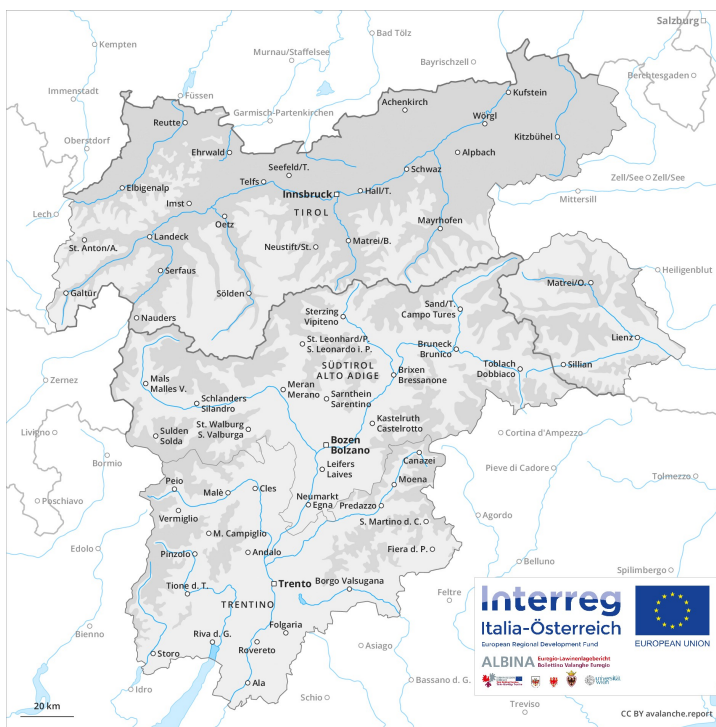 Salzburg
Kempten
Bad Tölz
Murnau/Staffelsee
Bayrischzell
Berchtesgaden
Immenstadt
Füssen
Kufstein
Achenkirch
Garmisch-Partenkirchen
Reutte
Wörgl
Kitzbühel
Oberstdorf
Ehrwald
Alpbach
Seefeld/T.
Schwaz
Zell/See
Zell/See
Elbigenalp
Telfs
Innsbruck
Hall/T.
Mittersill
Imst
TIROL
Lech
Oetz
Mayrhofen
St. Anton/A.
Landeck
Neustift/St.
Matrei/B.
Serfaus
Heiligenblut
Galtür
Sölden
Matrei/O.
Nauders
Sterzing
Vipiteno
Sand/T.
Campo Tures
St. Leonhard/P.
S. Leonardo i. P.
Bruneck
Brunico
Lienz
SÜDTIROL
ALTO ADIGE
Brixen
Bressanone
Toblach
Dobbiaco
Sillian
Zernez
Mals
Malles V.
Meran
Merano
Schlanders
Silandro
Sarnthein
Sarentino
St. Walburg
S. Valburga
Kastelruth
Castelrotto
Livigno
Sulden
Solda
Bozen
Bolzano
Cortina d'Ampezzo
Bormio
Canazei
Leifers
Laives
Pieve di Cadore
Tolmezzo
Peio
Malè
Cles
Moena
Poschiavo
Neumarkt
Egna
Predazzo
Vermiglio
S. Martino d. C.
Agordo
M. Campiglio
Edolo
Pinzolo
Andalo
Fiera d. P.
Belluno
Spilimbergo
Tione d. T.
Trento
Borgo Valsugana
Feltre
TRENTINO
Bienno
Folgaria
Riva d. G.
Rovereto
Asiago
Storo
Idro
Ala
Schio
Bassano d. G.
Treviso
20 km
Interreg
Italia-Österreich
European Regional Development Fund
EUROPEAN UNION
ALBINA Euregio-Lawinenlagebericht
Bollettino Valanghe Euregio
CC BY avalanche.report